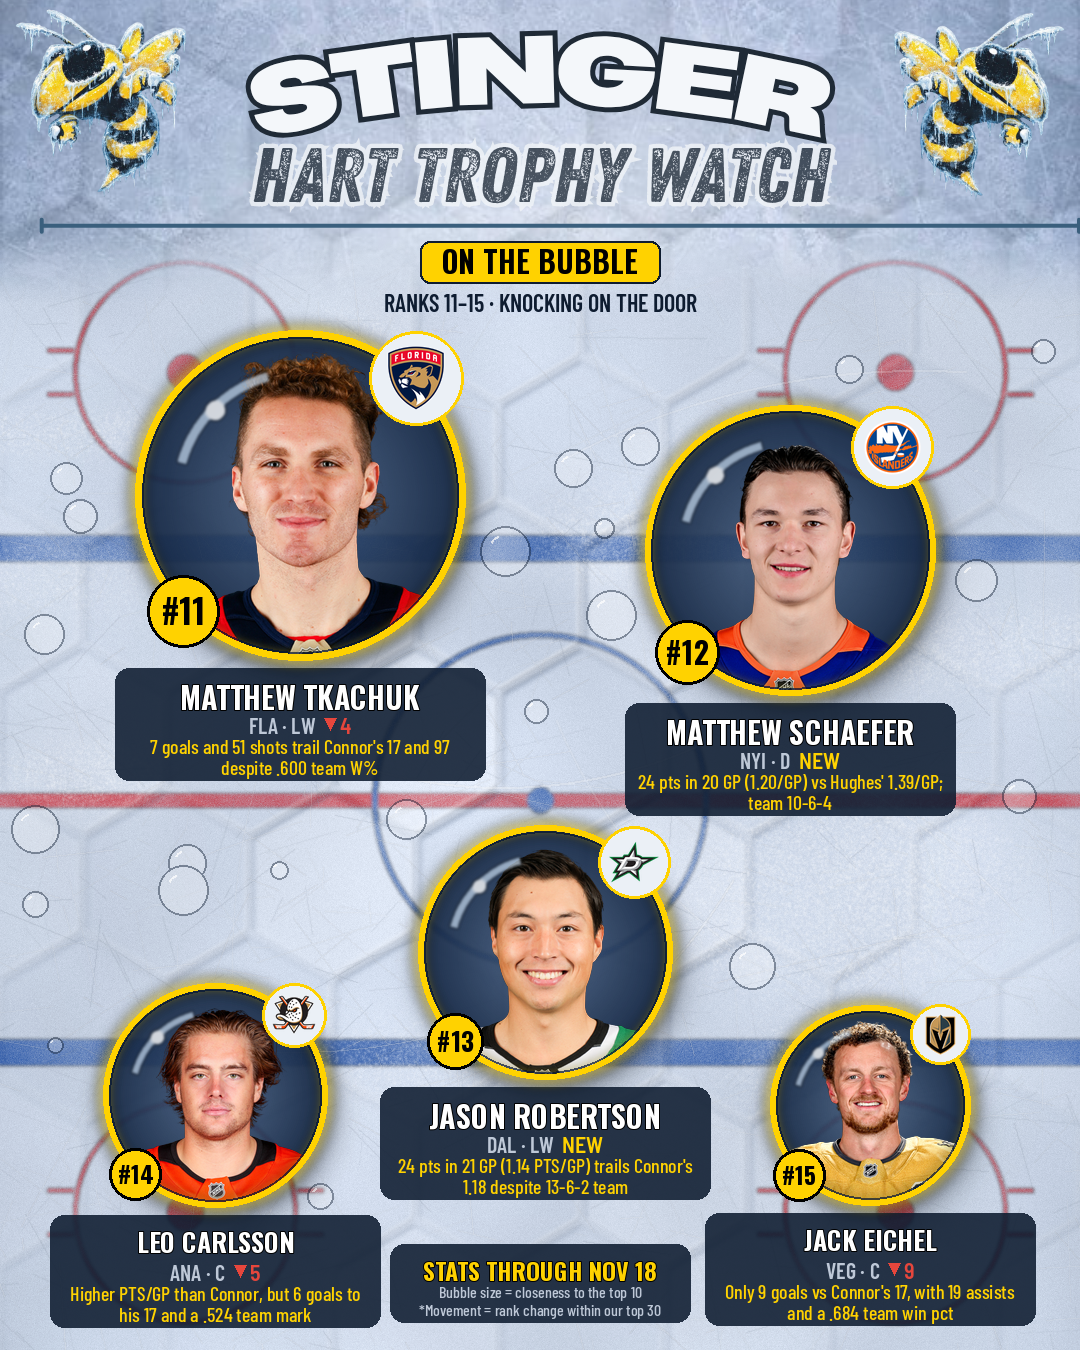 STINGER
HART TROPHY WATCH
ON THE BUBBLE
RANKS 11–15 · KNOCKING ON THE DOOR
FLORIDA
#11
MATTHEW TKACHUK
FLA · LW ▼4
7 goals and 51 shots trail Connor's 17 and 97
despite .600 team W%
NY
ISLANDERS
#12
MATTHEW SCHAEFER
NYI · D NEW
24 pts in 20 GP (1.20/GP) vs Hughes' 1.39/GP;
team 10-6-4
D
#13
JASON ROBERTSON
DAL · LW NEW
24 pts in 21 GP (1.14 PTS/GP) trails Connor's
1.18 despite 13-6-2 team
#14
LEO CARLSSON
ANA · C ▼5
Higher PTS/GP than Connor, but 6 goals to
his 17 and a .524 team mark
#15
JACK EICHEL
VEG · C ▼9
Only 9 goals vs Connor's 17, with 19 assists
and a .684 team win pct
STATS THROUGH NOV 18
Bubble size = closeness to the top 10
*Movement = rank change within our top 30